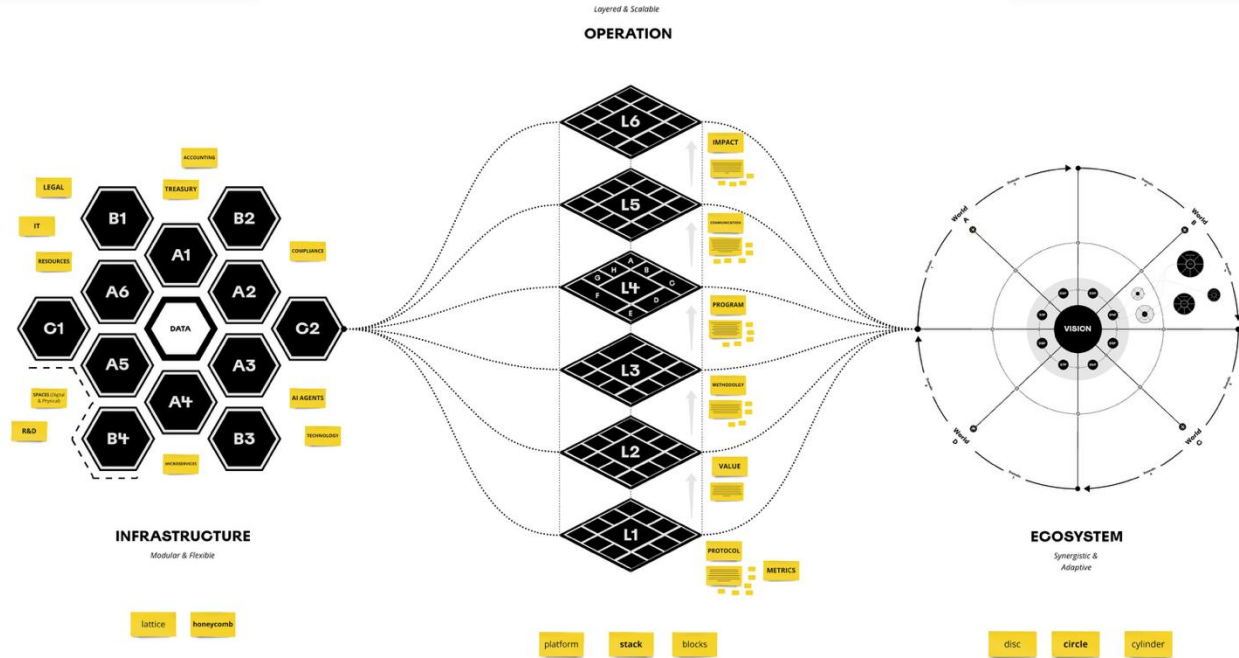 Layered & Scalable
OPERATION
ACCOUNTING
LEGAL
TREASURY
IT
RESOURCES
COMPLIANCE
B1
B2
A1
A6
A2
C1
DATA
C2
A5
A3
A4
B4
B3
SPACES (Digital
& Physical)
R&D
AI AGENTS
TECHNOLOGY
MICROSERVICES
INFRASTRUCTURE
Modular & Flexible
lattice
honeycomb
L6
IMPACT
L5
COMMUNICATION
A
H
B
G
C
L4
F
D
E
PROGRAM
L3
METHODOLOGY
L2
VALUE
L1
PROTOCOL
METRICS
platform
stack
blocks
World
A
World
B
VISION
World
D
World
C
ECOSYSTEM
Synergistic &
Adaptive
disc
circle
cylinder